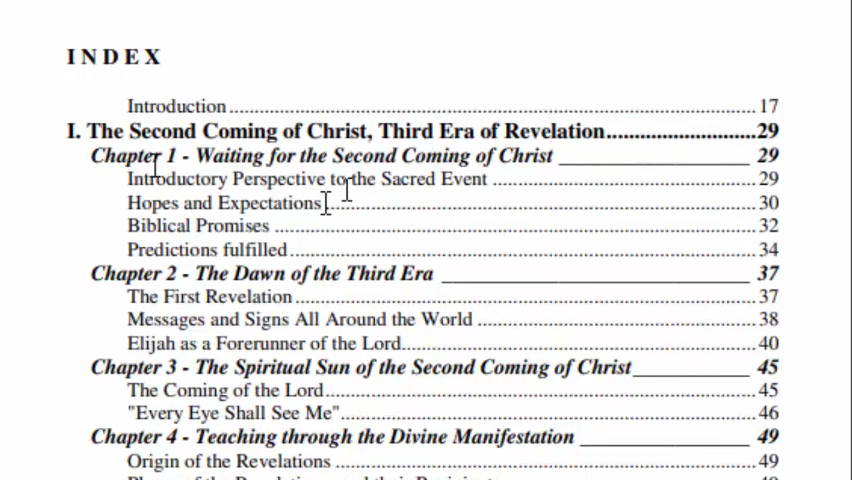 INDEX
Introduction ........ 17
I. The Second Coming of Christ, Third Era of Revelation ........ 29
Chapter 1 - Waiting for the Second Coming of Christ ________ 29
Introductory Perspective to the Sacred Event ........ 29
Hopes and Expectations ........ 30
Biblical Promises ........ 32
Predictions fulfilled ........ 34
Chapter 2 - The Dawn of the Third Era ________ 37
The First Revelation ........ 37
Messages and Signs All Around the World ........ 38
Elijah as a Forerunner of the Lord ........ 40
Chapter 3 - The Spiritual Sun of the Second Coming of Christ ________ 45
The Coming of the Lord ........ 45
"Every Eye Shall See Me" ........ 46
Chapter 4 - Teaching through the Divine Manifestation ________ 49
Origin of the Revelations ........ 49